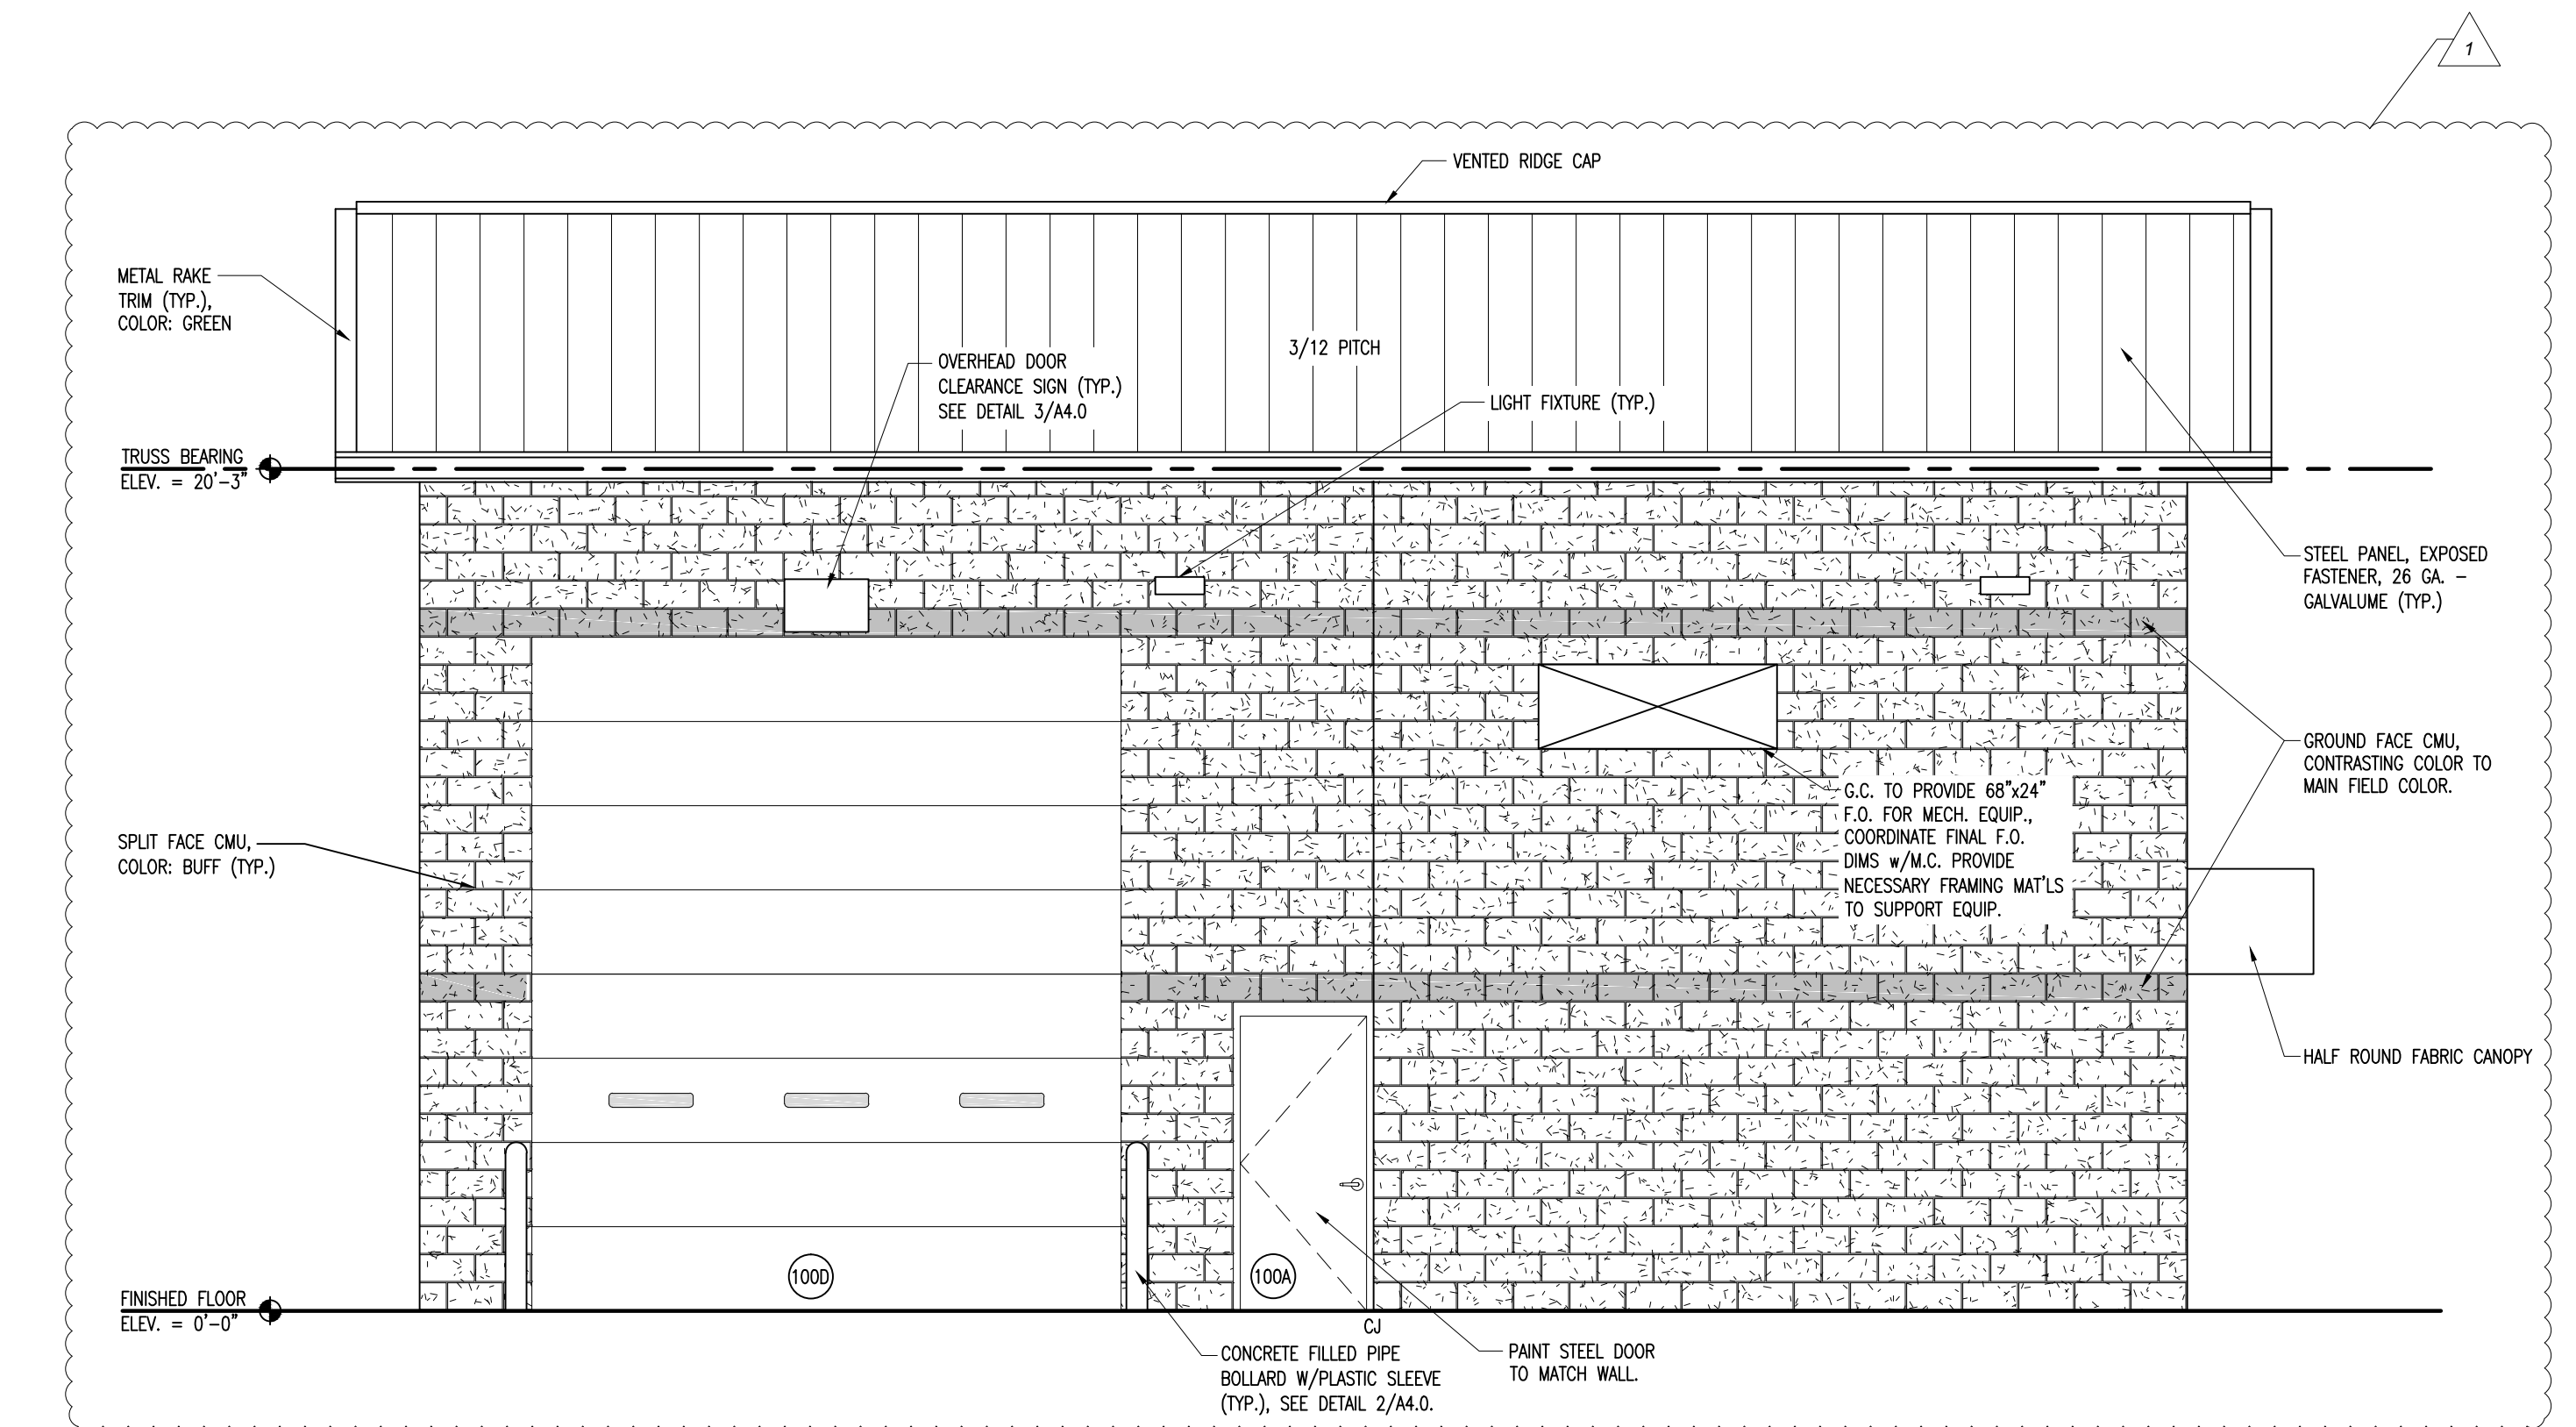 1
VENTED RIDGE CAP
METAL RAKE
TRIM (TYP.),
COLOR: GREEN
3/12 PITCH
OVERHEAD DOOR
CLEARANCE SIGN (TYP.)
SEE DETAIL 3/A4.0
LIGHT FIXTURE (TYP.)
TRUSS BEARING
ELEV. = 20'-3"
STEEL PANEL, EXPOSED
FASTENER, 26 GA. –
GALVALUME (TYP.)
GROUND FACE CMU,
CONTRASTING COLOR TO
MAIN FIELD COLOR.
G.C. TO PROVIDE 68"x24"
F.O. FOR MECH. EQUIP.,
COORDINATE FINAL F.O.
DIMS w/M.C. PROVIDE
NECESSARY FRAMING MAT'LS
TO SUPPORT EQUIP.
SPLIT FACE CMU,
COLOR: BUFF (TYP.)
HALF ROUND FABRIC CANOPY
100D
100A
FINISHED FLOOR
ELEV. = 0'-0"
CJ
CONCRETE FILLED PIPE
BOLLARD W/PLASTIC SLEEVE
(TYP.), SEE DETAIL 2/A4.0.
PAINT STEEL DOOR
TO MATCH WALL.